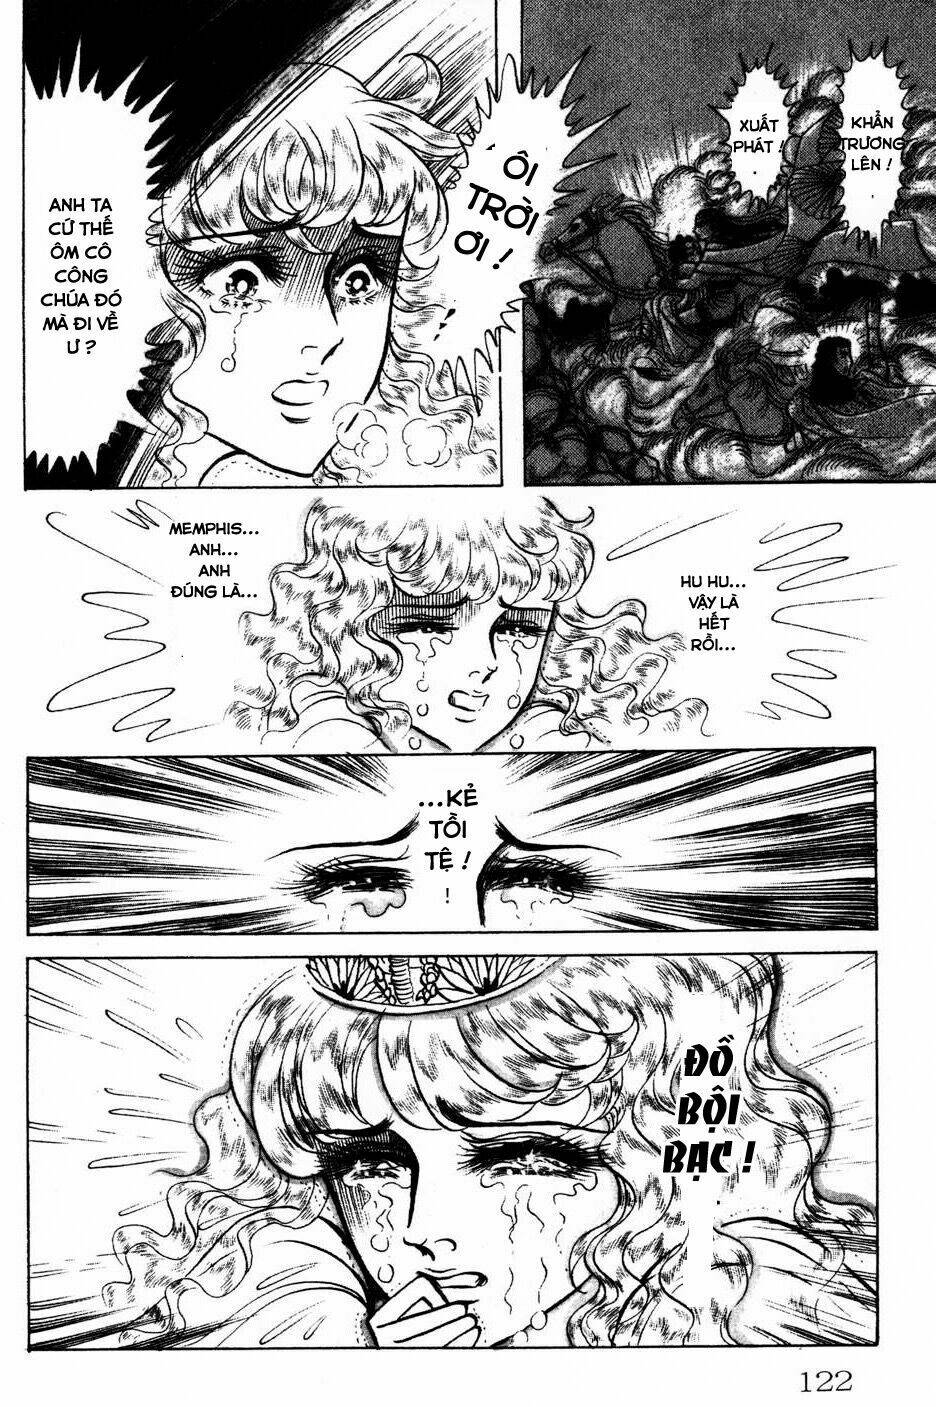 KHẨN
TRƯƠNG
LÊN !
XUẤT
PHÁT !
ÔI
TRỜI
ƠI !
ANH TA
CỨ THẾ
ÔM CÔ
CÔNG
CHÚA ĐÓ
MÀ ĐI VỀ
Ư ?
MEMPHIS...
ANH...
ANH
ĐÚNG LÀ...
HU HU...
VẬY LÀ
HẾT
RỒI...
...KẺ
TỒI
TỆ !
!
ĐỒ
BỘI
BẠC !
122